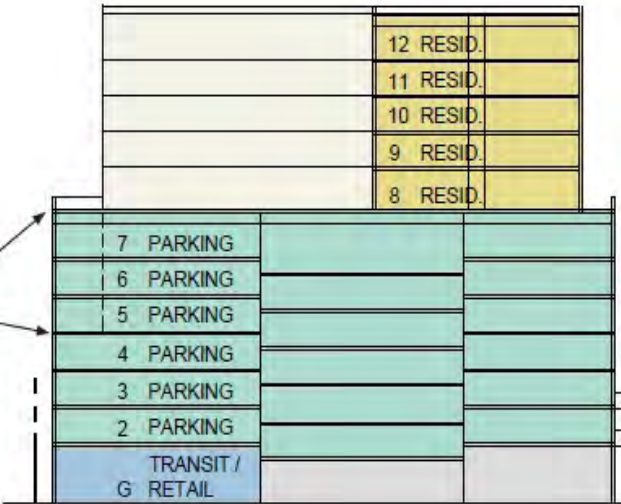 12 RESID.
11 RESID.
10 RESID.
9 RESID.
8 RESID.
7 PARKING
6 PARKING
5 PARKING
4 PARKING
3 PARKING
2 PARKING
TRANSIT /
G RETAIL